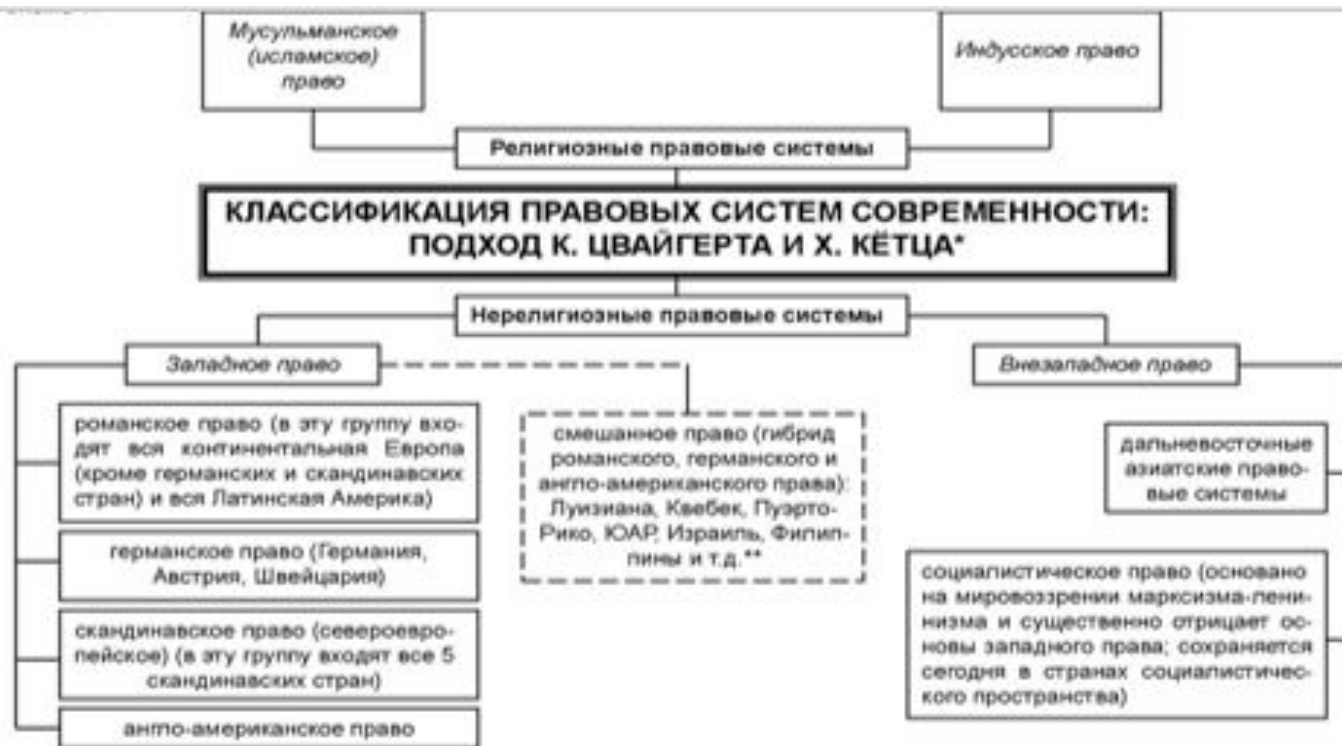 Мусульманское
(исламское)
право
Индусское право
Религиозные правовые системы
КЛАССИФИКАЦИЯ ПРАВОВЫХ СИСТЕМ СОВРЕМЕННОСТИ:
ПОДХОД К. ЦВАЙГЕРТА И Х. КЁТЦА*
Нерелигиозные правовые системы
Западное право
Внезападное право
романское право (в эту группу вхо-
дят вся континентальная Европа
(кроме германских и скандинавских
стран) и вся Латинская Америка)
германское право (Германия,
Австрия, Швейцария)
скандинавское право (североевро-
пейское) (в эту группу входят все 5
скандинавских стран)
англо-американское право
смешанное право (гибрид
романского, германского и
англо-американского права):
Луизиана, Квебек, Пуэрто-
Рико, ЮАР, Израиль, Филип-
пины и т.д.**
дальневосточные
азиатские право-
вые системы
социалистическое право (основано
на мировоззрении марксизма-лени-
низма и существенно отрицает ос-
новы западного права; сохраняется
сегодня в странах социалистичес-
кого пространства)